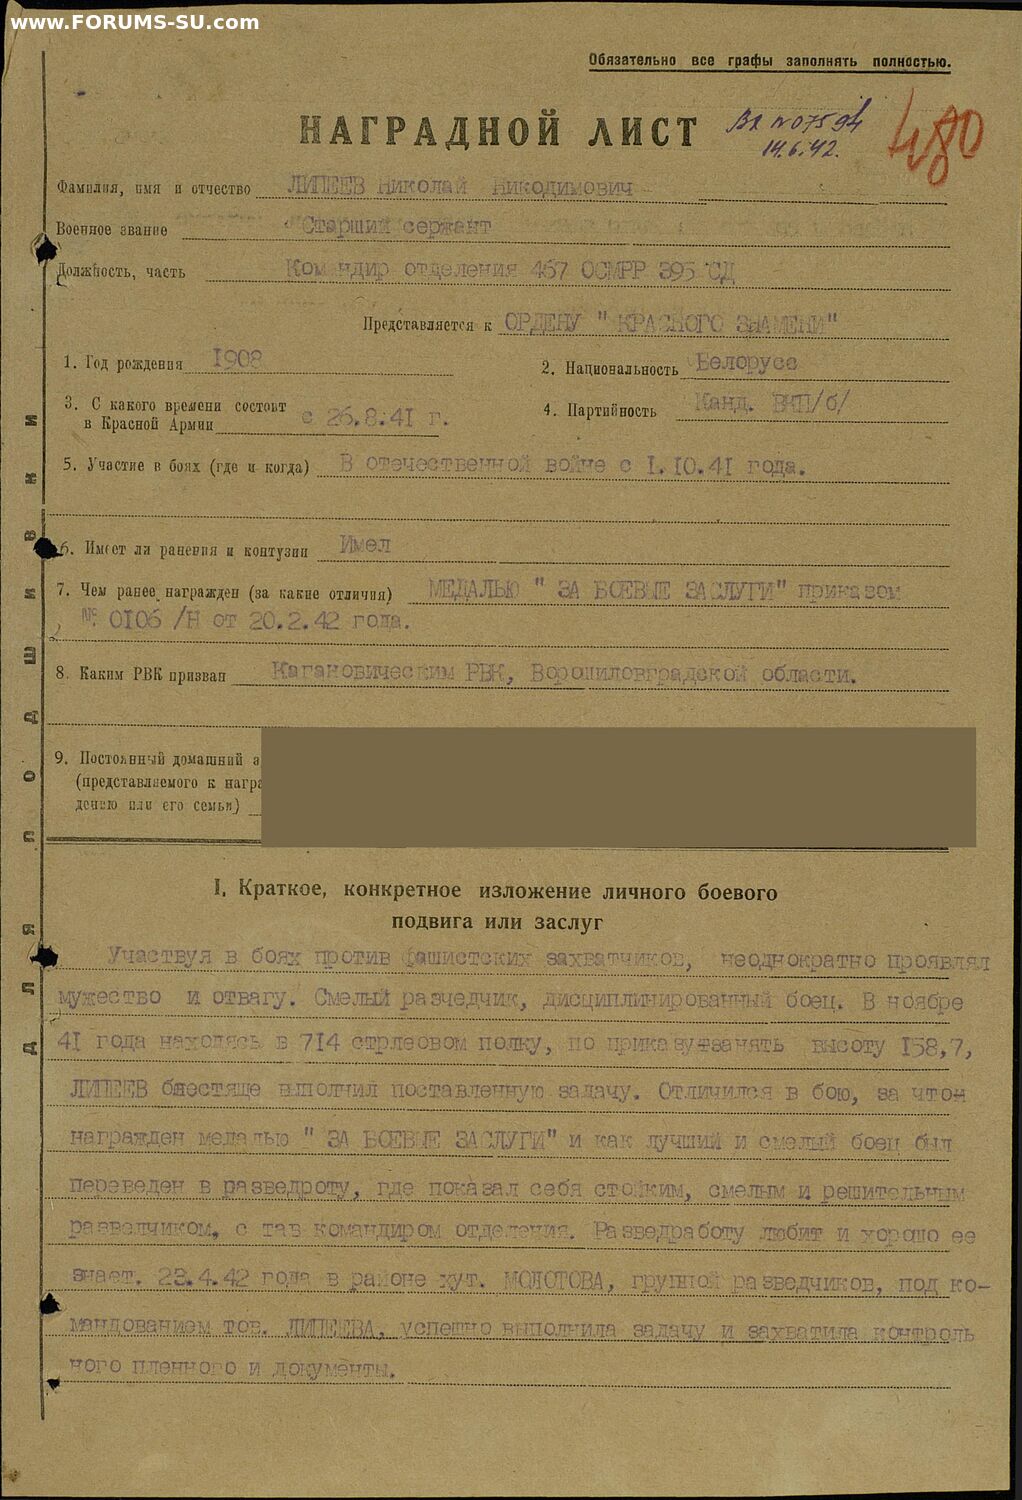 www.FORUMS-SU.com
Обязательно все графы заполнять полностью.
НАГРАДНОЙ ЛИСТ
ВХ №07594
14.6.42.
480
Фамилия, имя и отчество ЛИПЕЕВ Николай Никодимович
Военное звание Старший сержант
Должность, часть Командир отделения 467 ОСМРР 395 СД
Представляется к ОРДЕНУ " КРАСНОГО ЗНАМЕНИ"
1. Год рождения 1908
2. Национальность Белорусс
3. С какого времени состоит
в Красной Армии с 26.8.41 г.
4. Партийность Канд. ВКП/б/
5. Участие в боях (где и когда) В отечественной войне с I.10.41 года.
6. Имеет ли ранения и контузии Имел
7. Чем ранее награжден (за какие отличия) МЕДАЛЬЮ " ЗА БОЕВЫЕ ЗАСЛУГИ" приказом
№ 0106 /Н от 20.2.42 года.
8. Каким РВК призван Кагановическим РВК, Ворошиловградской области.
9. Постоянный домашний а
(представляемого к награ
дению или его семьи)
I. Краткое, конкретное изложение личного боевого
подвига или заслуг
Участвуя в боях против фашистских захватчиков, неоднократно проявлял
мужество и отвагу. Смелый разчедчик, дисциплинированный боец. В ноябре
41 года находясь в 714 стрлеовом полку, по приказу занять высоту 158,7,
ЛИПЕЕВ блестяще выполнил поставленную задачу. Отличился в бою, за что
награжден медалью " ЗА БОЕВЫЕ ЗАСЛУГИ" и как лучший и смелый боец был
переведен в разведроту, где показал себя стойким, смелым и решительным
разведчиком, с тав командиром отделения. Разведработу любит и хорошо ее
знает. 23.4.42 года в районе хут. МОЛОТОВА, группой разведчиков, под ко-
мандованием тов. ЛИПЕЕВА, успешно выполнила задачу и захватила контроль
ного пленного и документы.
для подшивки